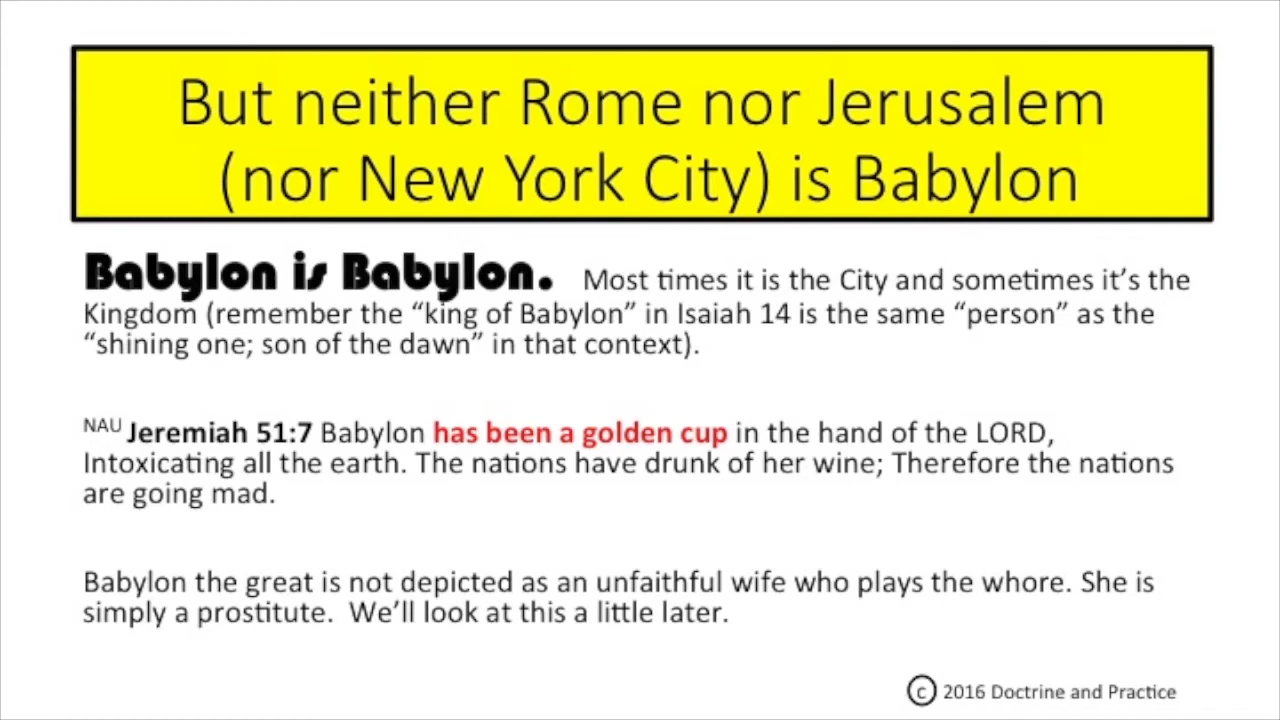 But neither Rome nor Jerusalem
(nor New York City) is Babylon
Babylon is Babylon. Most times it is the City and sometimes it’s the
Kingdom (remember the “king of Babylon” in Isaiah 14 is the same “person” as the
“shining one; son of the dawn” in that context).
NAU Jeremiah 51:7 Babylon has been a golden cup in the hand of the LORD,
Intoxicating all the earth. The nations have drunk of her wine; Therefore the nations
are going mad.
Babylon the great is not depicted as an unfaithful wife who plays the whore. She is
simply a prostitute.  We’ll look at this a little later.
© 2016 Doctrine and Practice